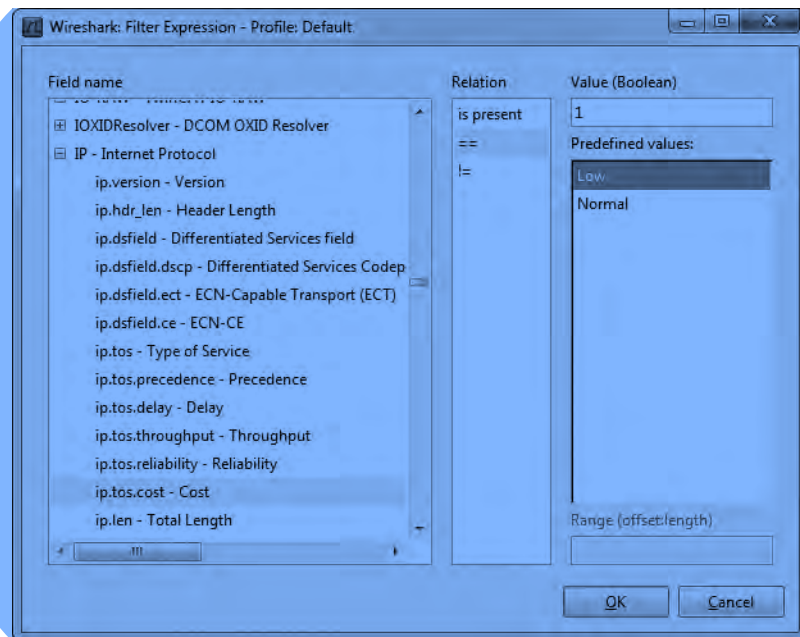 Wireshark: Filter Expression - Profile: Default
Field name
IOXIDResolver - DCOM OXID Resolver
IP - Internet Protocol
ip.version - Version
ip.hdr_len - Header Length
ip.dsfield - Differentiated Services field
ip.dsfield.dscp - Differentiated Services Codep
ip.dsfield.ect - ECN-Capable Transport (ECT)
ip.dsfield.ce - ECN-CE
ip.tos - Type of Service
ip.tos.precedence - Precedence
ip.tos.delay - Delay
ip.tos.throughput - Throughput
ip.tos.reliability - Reliability
ip.tos.cost - Cost
ip.len - Total Length
Relation
is present
==
!=
Value (Boolean)
1
Predefined values:
Low
Normal
Range (offset:length)
OK
Cancel